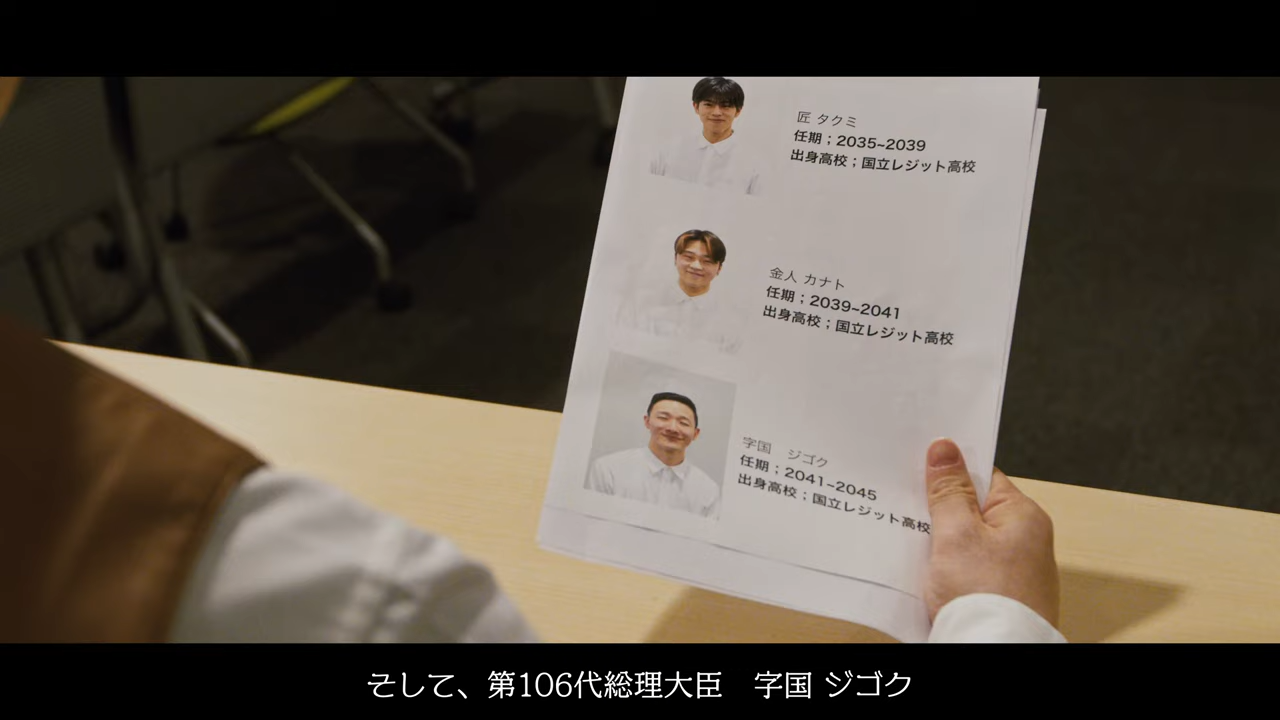 匠 タクミ
任期；2035~2039
出身高校；国立レジット高校
金人 カナト
任期；2039~2041
出身高校；国立レジット高校
字国　ジゴク
任期；2041~2045
出身高校；国立レジット高校
そして、第106代総理大臣　字国 ジゴク